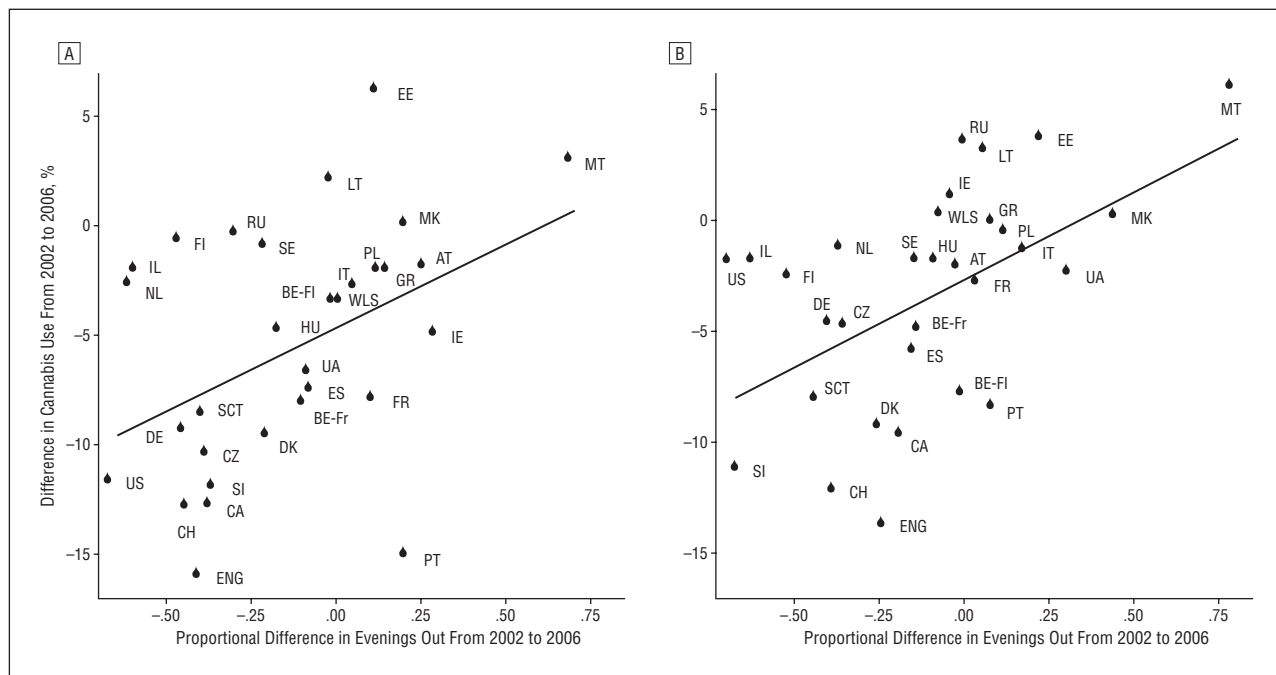 A
Difference in Cannabis Use From 2002 to 2006, %
5
0
–5
–10
–15
EE
MT
LT
MK
RU
FI
SE
PL
AT
IL
IT
GR
NL
BE-Fl
WLS
HU
IE
UA
ES
FR
SCT
BE-Fr
DE
DK
CZ
US
SI
CA
CH
PT
ENG
–.50
–.25
.00
.25
.50
.75
Proportional Difference in Evenings Out From 2002 to 2006
B
5
0
–5
–10
–15
MT
RU
EE
LT
IE
GR
WLS
MK
PL
SE
HU
IT
IL
NL
AT
US
FI
FR
UA
DE
CZ
BE-Fr
ES
SCT
BE-Fl
DK
PT
CA
SI
CH
ENG
–.50
–.25
.00
.25
.50
.75
Proportional Difference in Evenings Out From 2002 to 2006